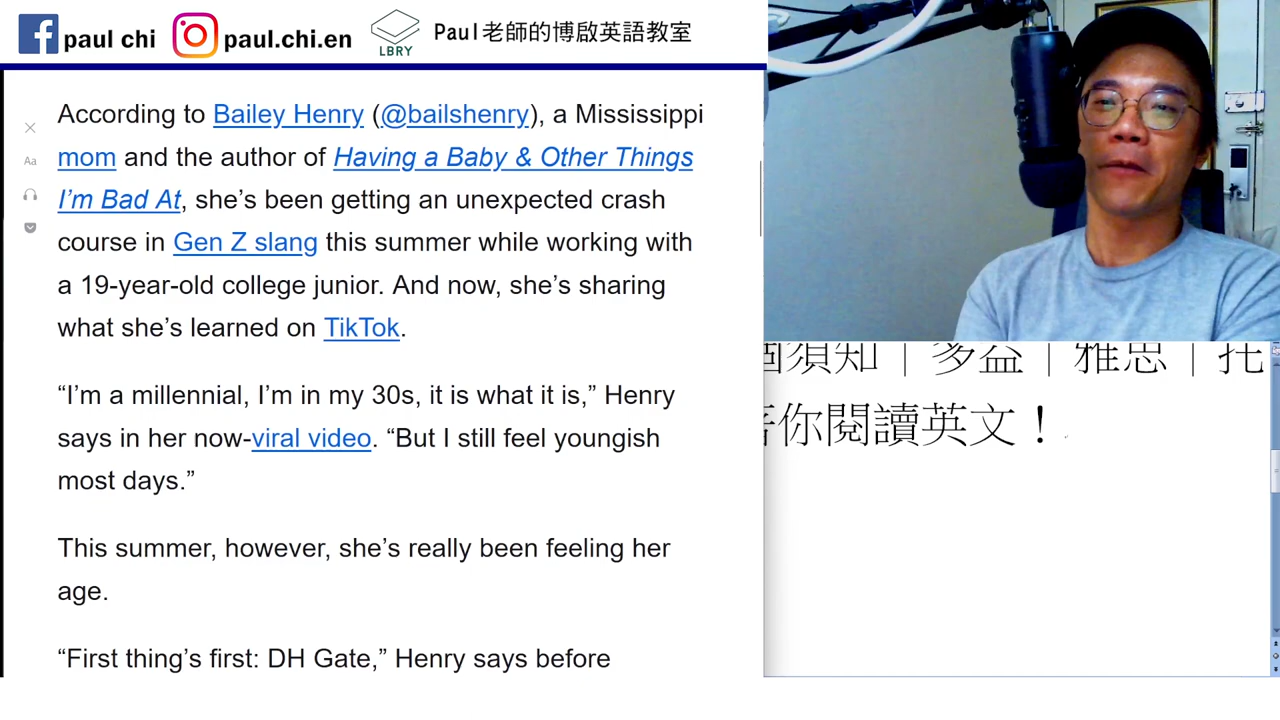 paul chi
paul.chi.en
LBRY
Paul老師的博啟英語教室
According to Bailey Henry (@bailshenry), a Mississippi
mom and the author of Having a Baby & Other Things
I’m Bad At, she’s been getting an unexpected crash
course in Gen Z slang this summer while working with
a 19-year-old college junior. And now, she’s sharing
what she’s learned on TikTok.
“I’m a millennial, I’m in my 30s, it is what it is,” Henry
says in her now-viral video. “But I still feel youngish
most days.”
This summer, however, she’s really been feeling her
age.
“First thing’s first: DH Gate,” Henry says before
Aa
個須知｜多益｜雅思｜托
你閱讀英文！